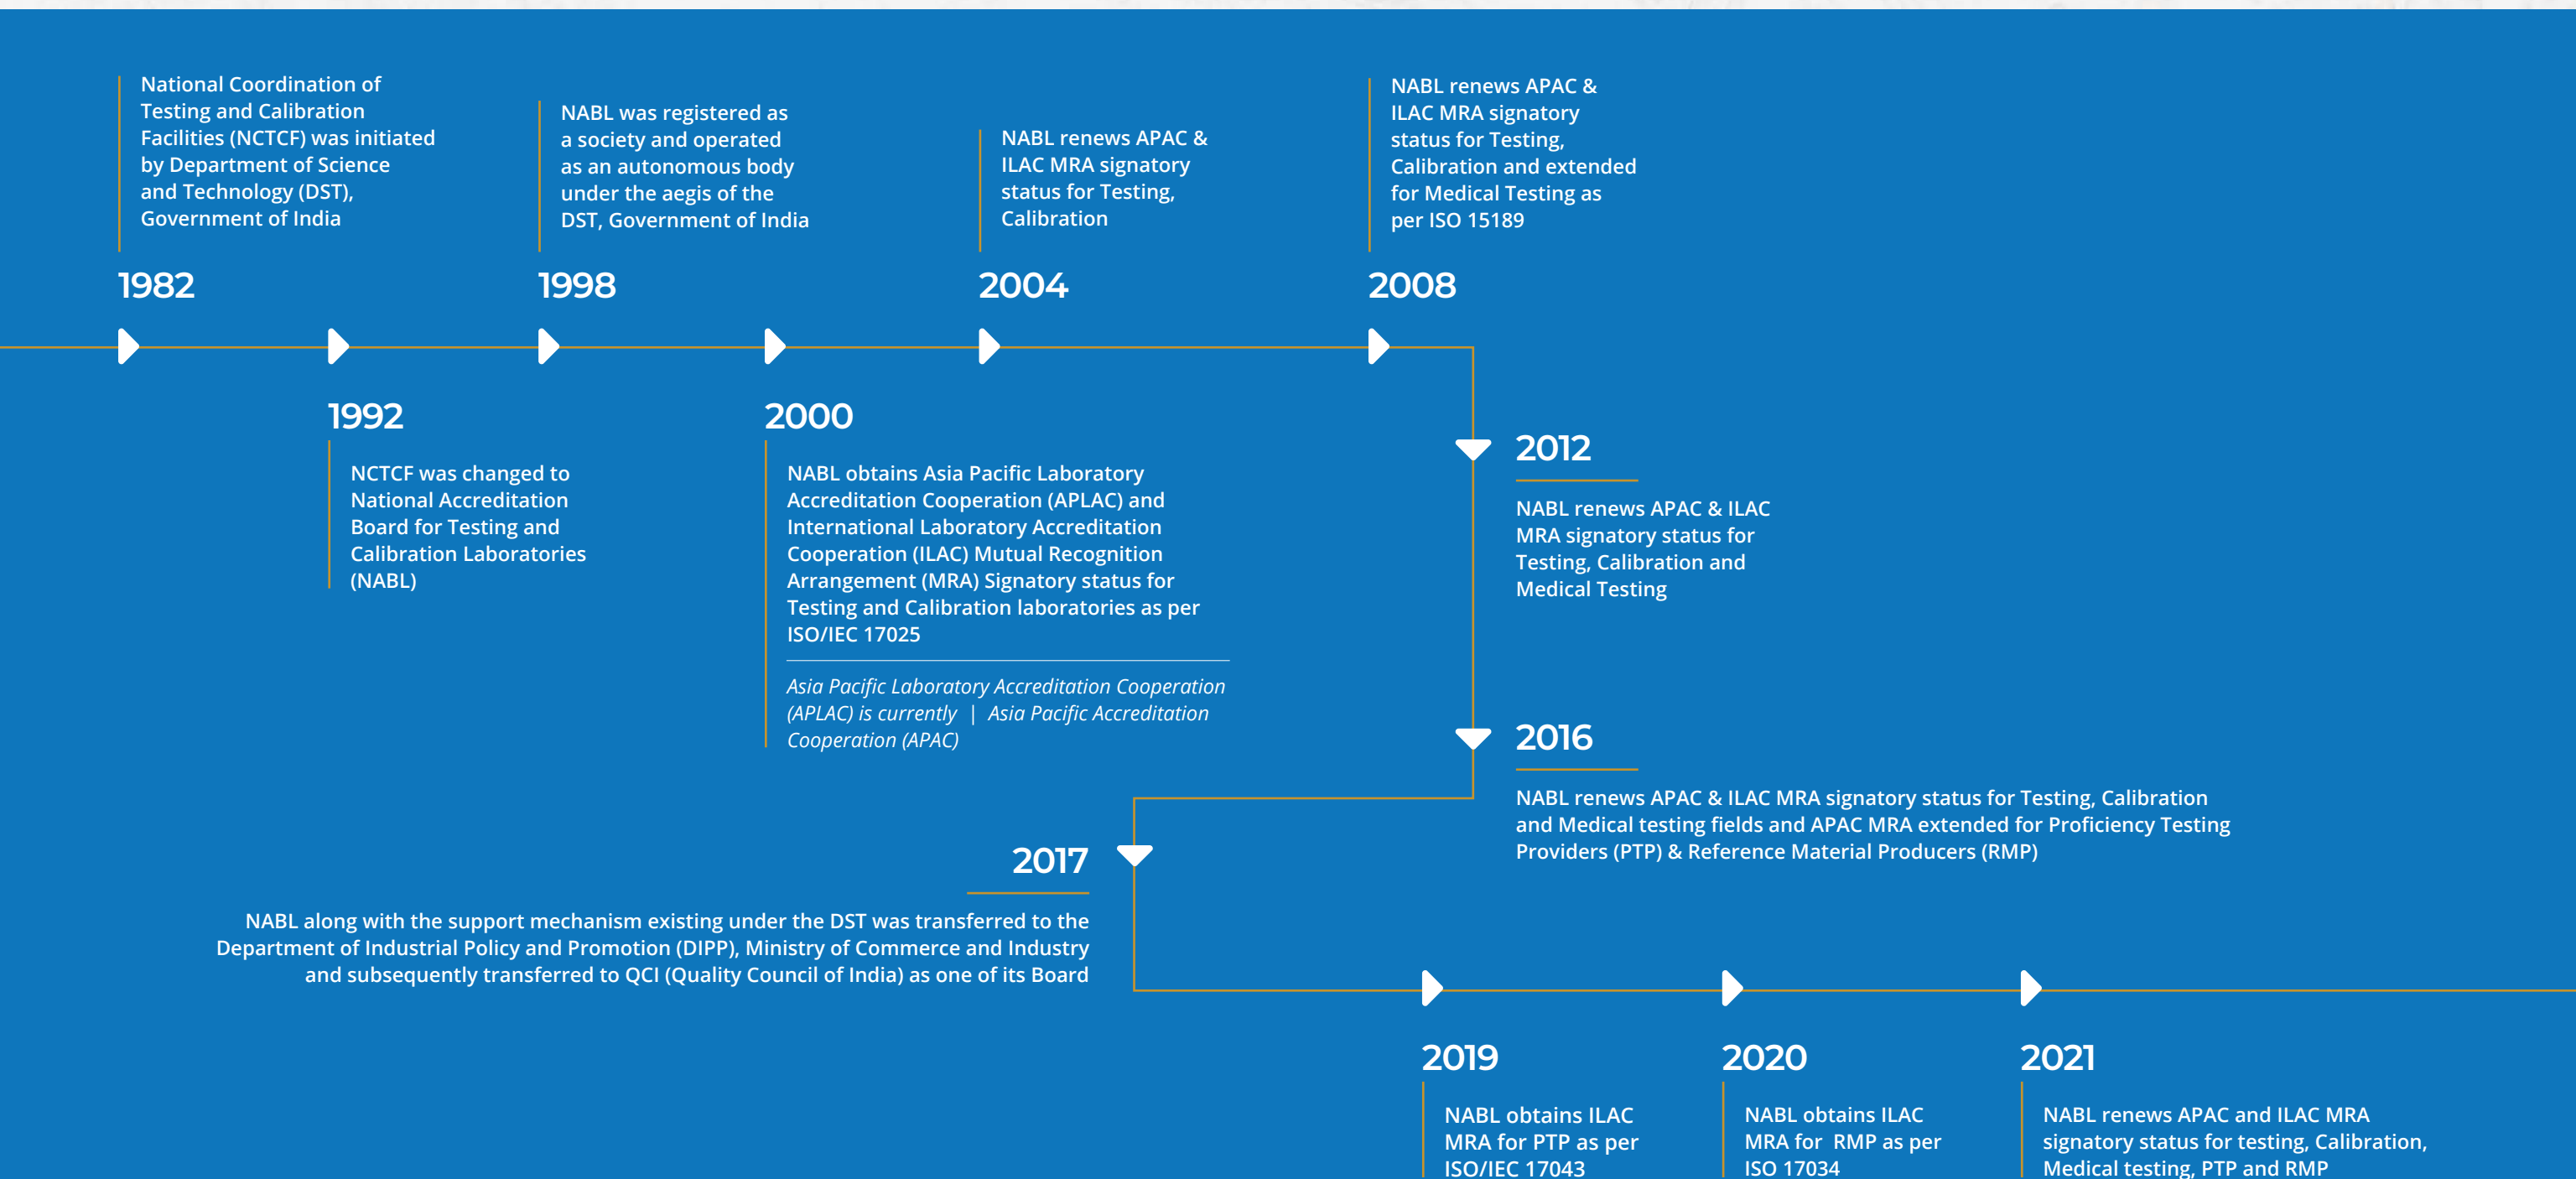 National Coordination of
Testing and Calibration
Facilities (NCTCF) was initiated
by Department of Science
and Technology (DST),
Government of India
1982
1992
NCTCF was changed to
National Accreditation
Board for Testing and
Calibration Laboratories
(NABL)
NABL was registered as
a society and operated
as an autonomous body
under the aegis of the
DST, Government of India
1998
2000
NABL obtains Asia Pacific Laboratory
Accreditation Cooperation (APLAC) and
International Laboratory Accreditation
Cooperation (ILAC) Mutual Recognition
Arrangement (MRA) Signatory status for
Testing and Calibration laboratories as per
ISO/IEC 17025
Asia Pacific Laboratory Accreditation Cooperation
(APLAC) is currently | Asia Pacific Accreditation
Cooperation (APAC)
NABL renews APAC &
ILAC MRA signatory
status for Testing,
Calibration
2004
NABL renews APAC &
ILAC MRA signatory
status for Testing,
Calibration and extended
for Medical Testing as
per ISO 15189
2008
2012
NABL renews APAC & ILAC
MRA signatory status for
Testing, Calibration and
Medical Testing
2016
NABL renews APAC & ILAC MRA signatory status for Testing, Calibration
and Medical testing fields and APAC MRA extended for Proficiency Testing
Providers (PTP) & Reference Material Producers (RMP)
2017
NABL along with the support mechanism existing under the DST was transferred to the
Department of Industrial Policy and Promotion (DIPP), Ministry of Commerce and Industry
and subsequently transferred to QCI (Quality Council of India) as one of its Board
2019
NABL obtains ILAC
MRA for PTP as per
ISO/IEC 17043
2020
NABL obtains ILAC
MRA for RMP as per
ISO 17034
2021
NABL renews APAC and ILAC MRA
signatory status for testing, Calibration,
Medical testing, PTP and RMP